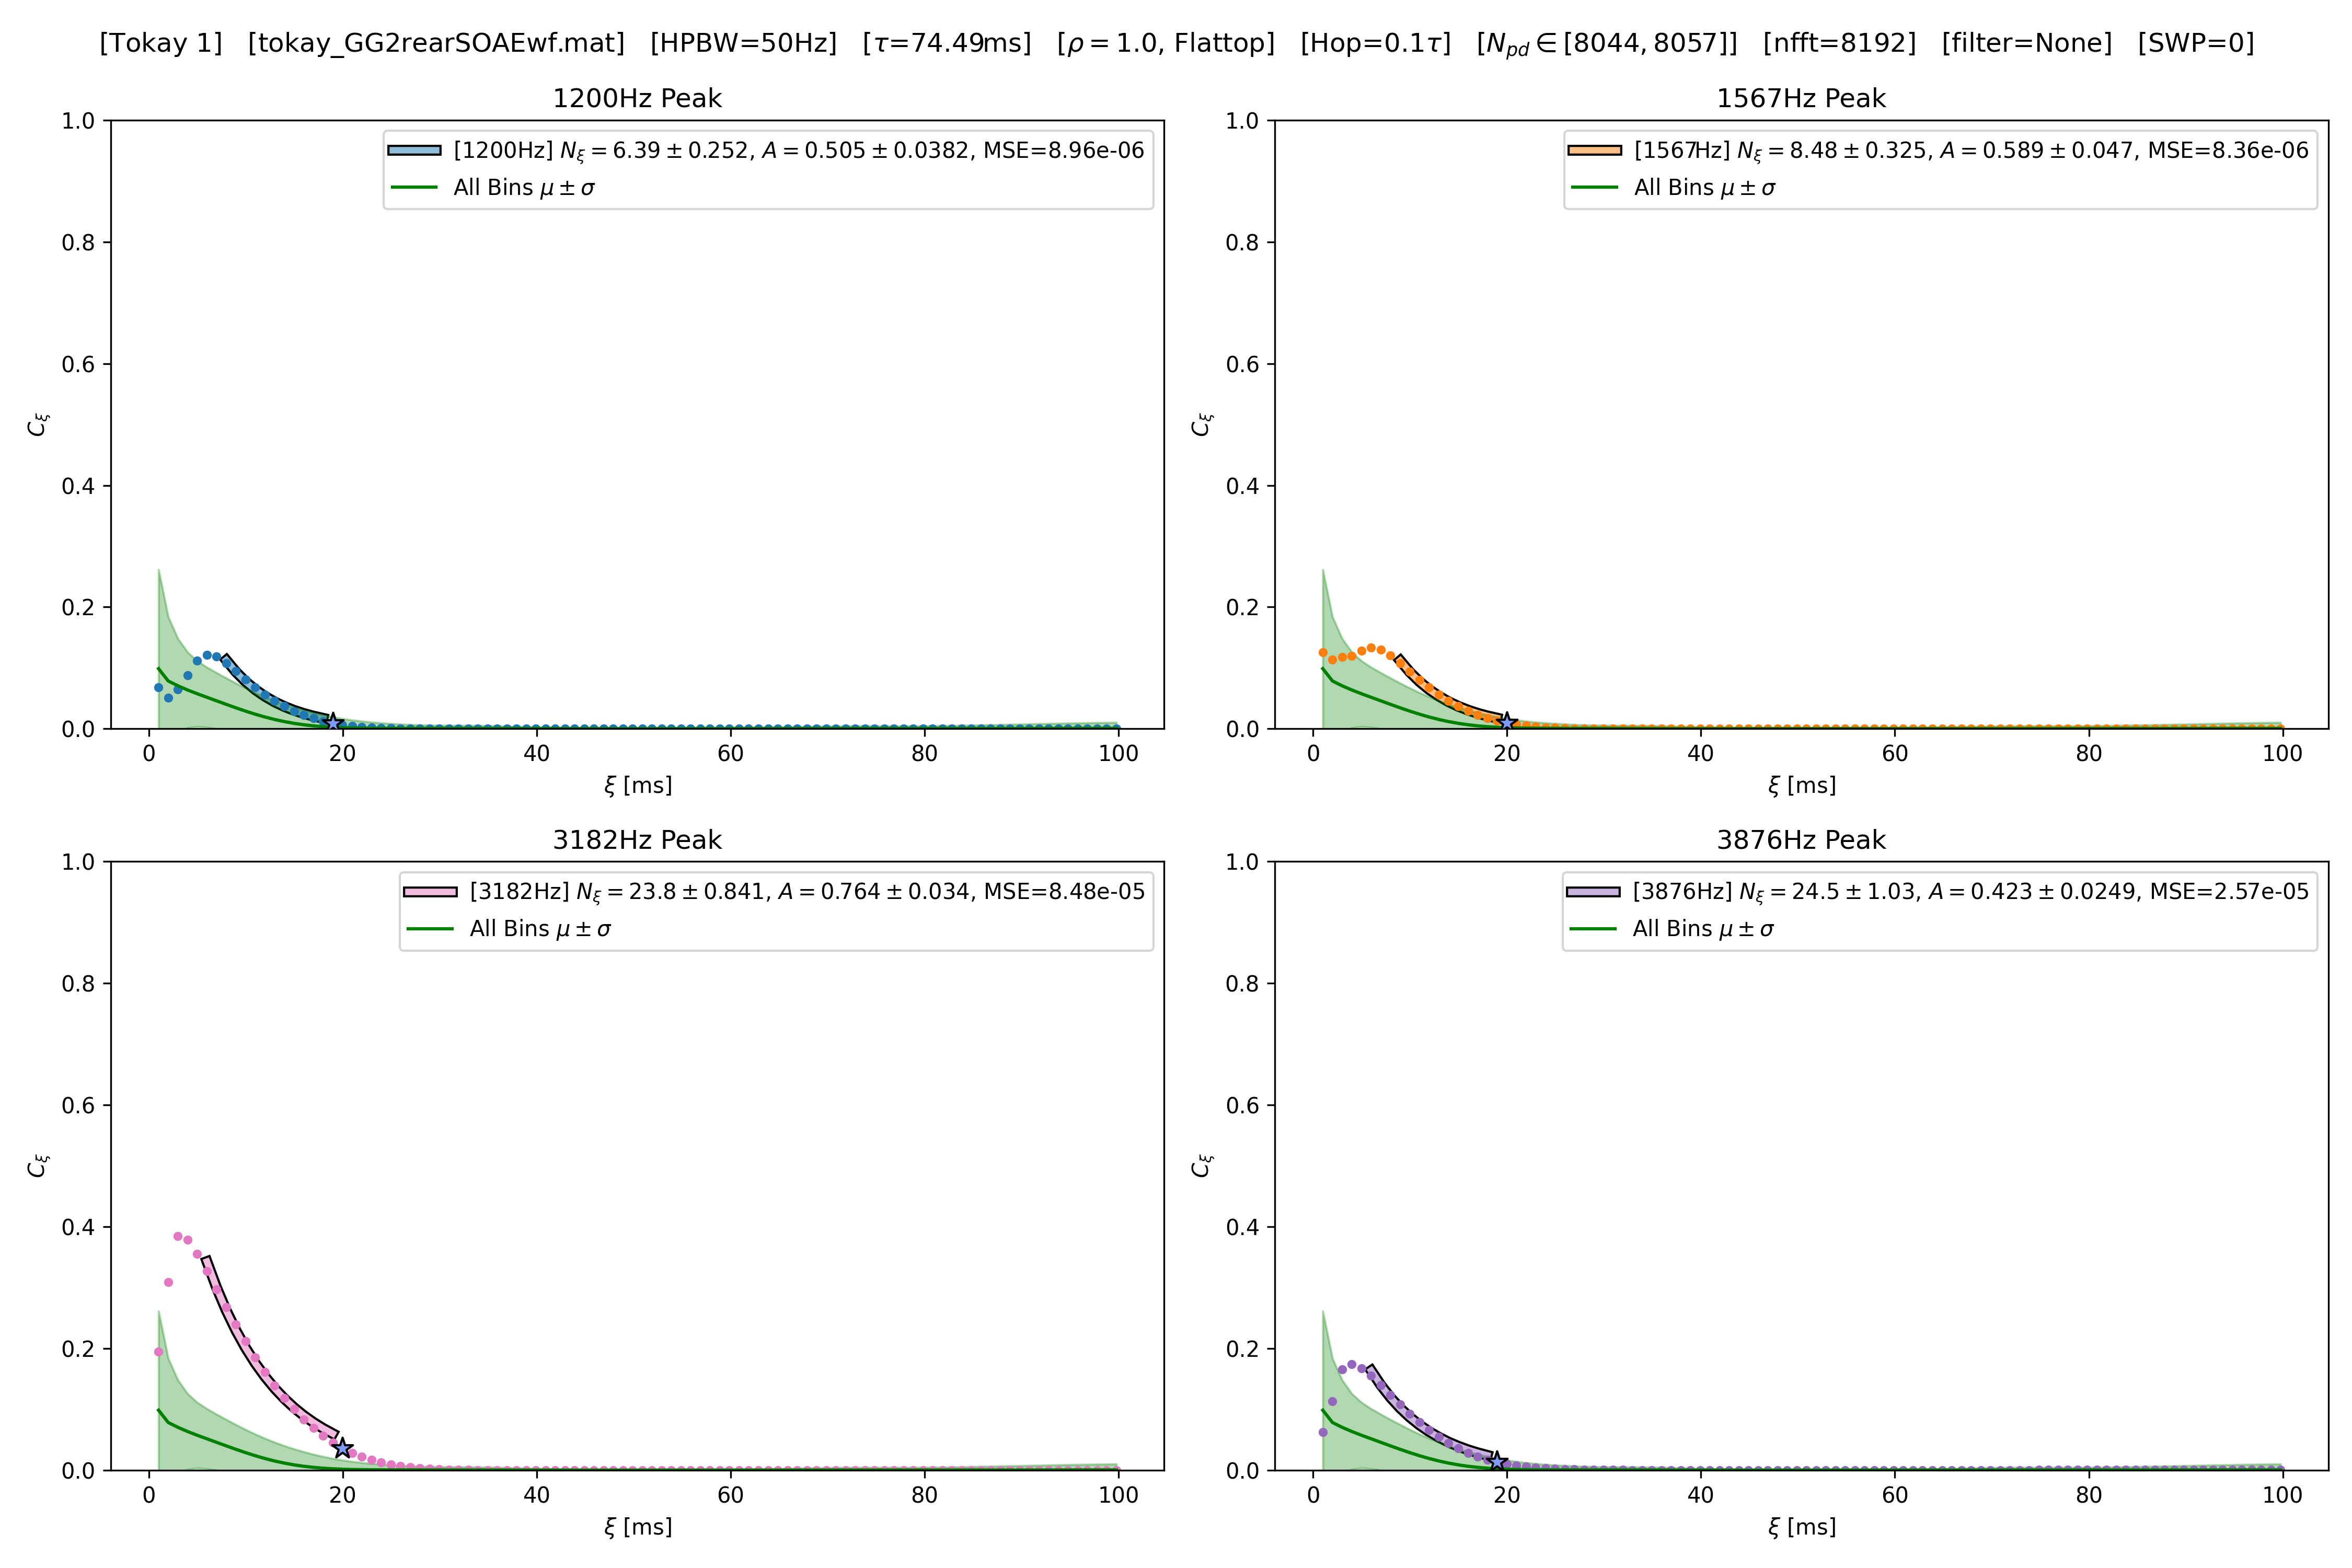 [Tokay 1] [tokay_GG2rearSOAEwf.mat] [HPBW=50Hz] [τ=74.49ms] [ρ = 1.0, Flattop] [Hop=0.1τ] [N_pd ∈ [8044, 8057]] [nfft=8192] [filter=None] [SWP=0]
1200Hz Peak
[1200Hz] N_ξ = 6.39 ± 0.252, A = 0.505 ± 0.0382, MSE=8.96e-06
All Bins μ ± σ
1.0
0.8
0.6
0.4
0.2
0.0
C_ξ
0 20 40 60 80 100
ξ [ms]
1567Hz Peak
[1567Hz] N_ξ = 8.48 ± 0.325, A = 0.589 ± 0.047, MSE=8.36e-06
All Bins μ ± σ
1.0
0.8
0.6
0.4
0.2
0.0
C_ξ
0 20 40 60 80 100
ξ [ms]
3182Hz Peak
[3182Hz] N_ξ = 23.8 ± 0.841, A = 0.764 ± 0.034, MSE=8.48e-05
All Bins μ ± σ
1.0
0.8
0.6
0.4
0.2
0.0
C_ξ
0 20 40 60 80 100
ξ [ms]
3876Hz Peak
[3876Hz] N_ξ = 24.5 ± 1.03, A = 0.423 ± 0.0249, MSE=2.57e-05
All Bins μ ± σ
1.0
0.8
0.6
0.4
0.2
0.0
C_ξ
0 20 40 60 80 100
ξ [ms]